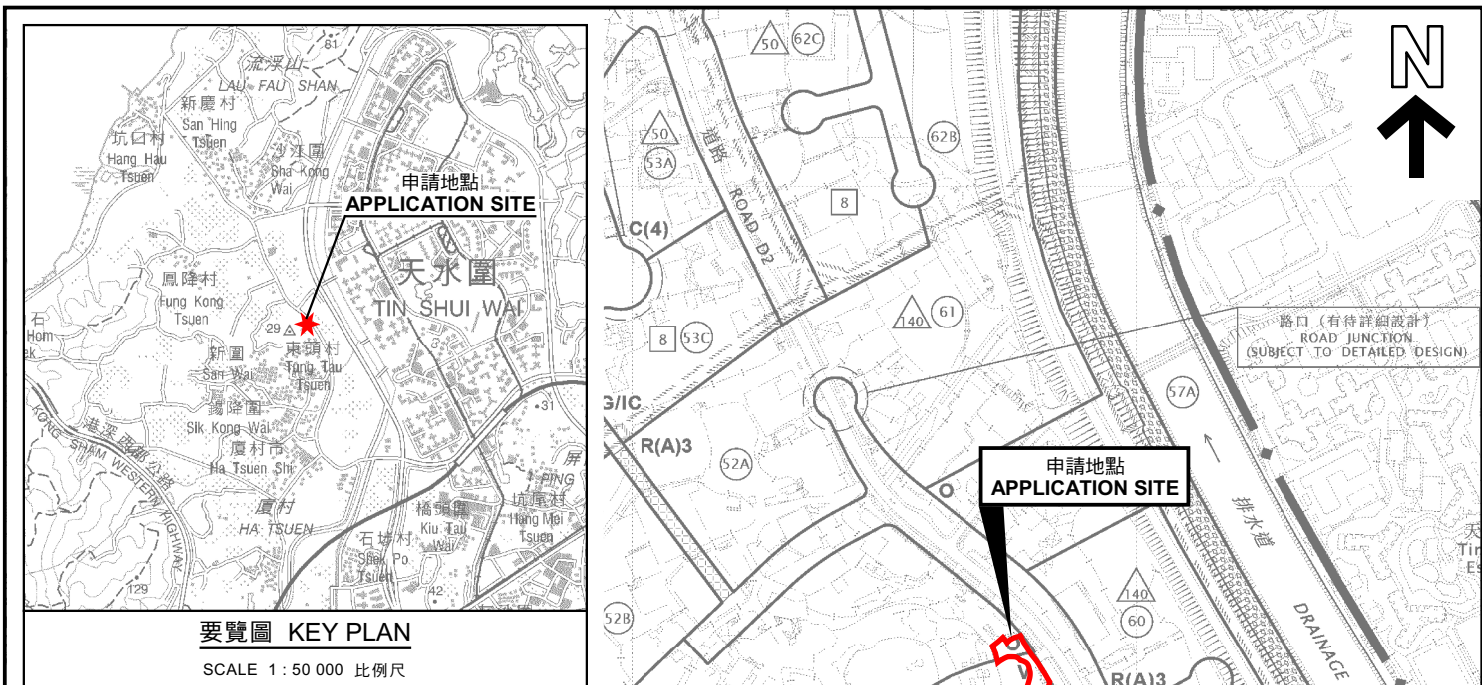 61
流浮山
LAU FAU SHAN
新慶村
San Hing
Tsuen
坑口村
Hang Hau
Tsuen
沙江圍
Sha Kong
Wai
申請地點
APPLICATION SITE
天水圍
TIN SHUI WAI
鳳降村
Fung Kong
Tsuen
石
Hom
29
東頭村
Tung Tau
Tsuen
新圍
San Wai
錫降圍
Sik Kong Wai
廈村市
Ha Tsuen Shi
港深西部公路
KONG SHAM WESTERN HIGHWAY
31
屏
PING
廈村
HA TSUEN
橋頭圍
Kiu Tau
Wai
坑尾村
Hang Mei
Tsuen
石埗村
Shek Po
Tsuen
129
42
要覽圖 KEY PLAN
SCALE 1 : 50 000 比例尺
N
50
62C
50
53A
62B
道路 ROAD D2
8
C(4)
140
61
8
53C
路口 (有待詳細設計)
ROAD JUNCTION
(SUBJECT TO DETAILED DESIGN)
57A
G/IC
R(A)3
52A
申請地點
APPLICATION SITE
O
排水道
DRAINAGE
天
Tin
Es
140
60
52B
R(A)3